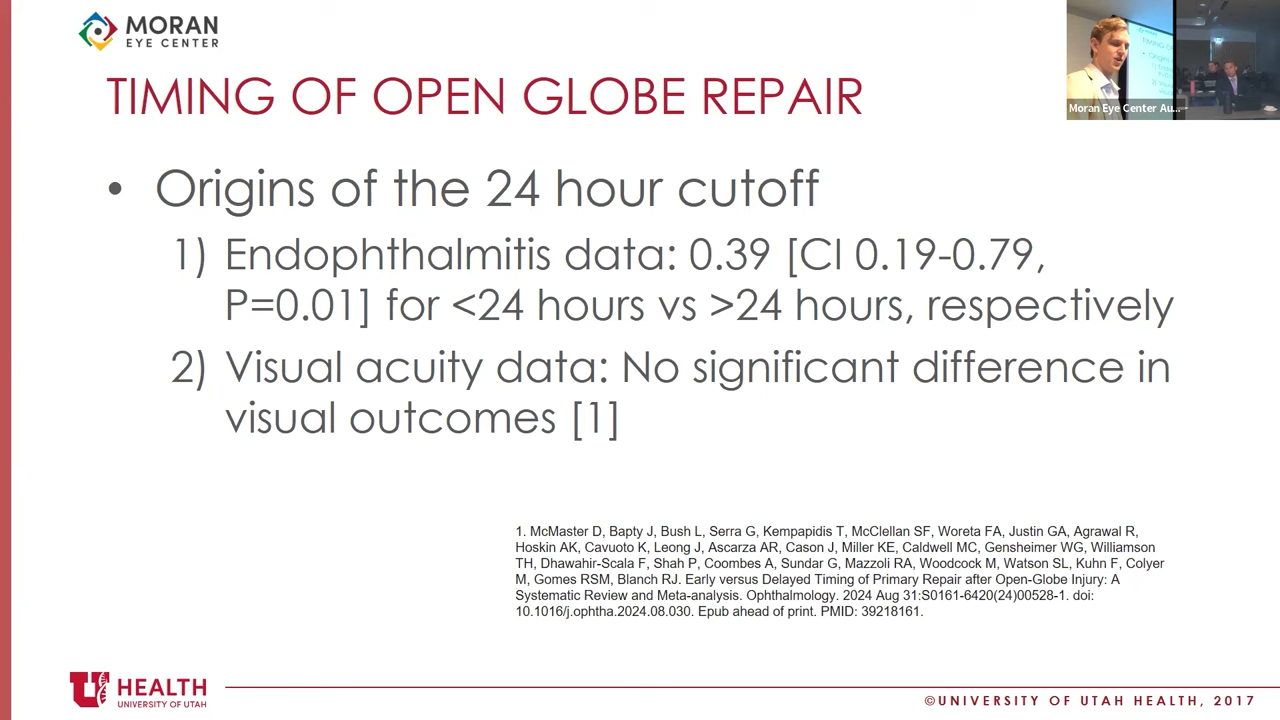 MORAN
EYE CENTER
TIMING OF OPEN GLOBE REPAIR
Moran Eye Center Au...
• Origins of the 24 hour cutoff
1) Endophthalmitis data: 0.39 [CI 0.19-0.79,
P=0.01] for <24 hours vs >24 hours, respectively
2) Visual acuity data: No significant difference in
visual outcomes [1]
1. McMaster D, Bapty J, Bush L, Serra G, Kempapidis T, McClellan SF, Woreta FA, Justin GA, Agrawal R,
Hoskin AK, Cavuoto K, Leong J, Ascarza AR, Cason J, Miller KE, Caldwell MC, Gensheimer WG, Williamson
TH, Dhawahir-Scala F, Shah P, Coombes A, Sundar G, Mazzoli RA, Woodcock M, Watson SL, Kuhn F, Colyer
M, Gomes RSM, Blanch RJ. Early versus Delayed Timing of Primary Repair after Open-Globe Injury: A
Systematic Review and Meta-analysis. Ophthalmology. 2024 Aug 31:S0161-6420(24)00528-1. doi:
10.1016/j.ophtha.2024.08.030. Epub ahead of print. PMID: 39218161.
U HEALTH
UNIVERSITY OF UTAH
©UNIVERSITY OF UTAH HEALTH, 2017